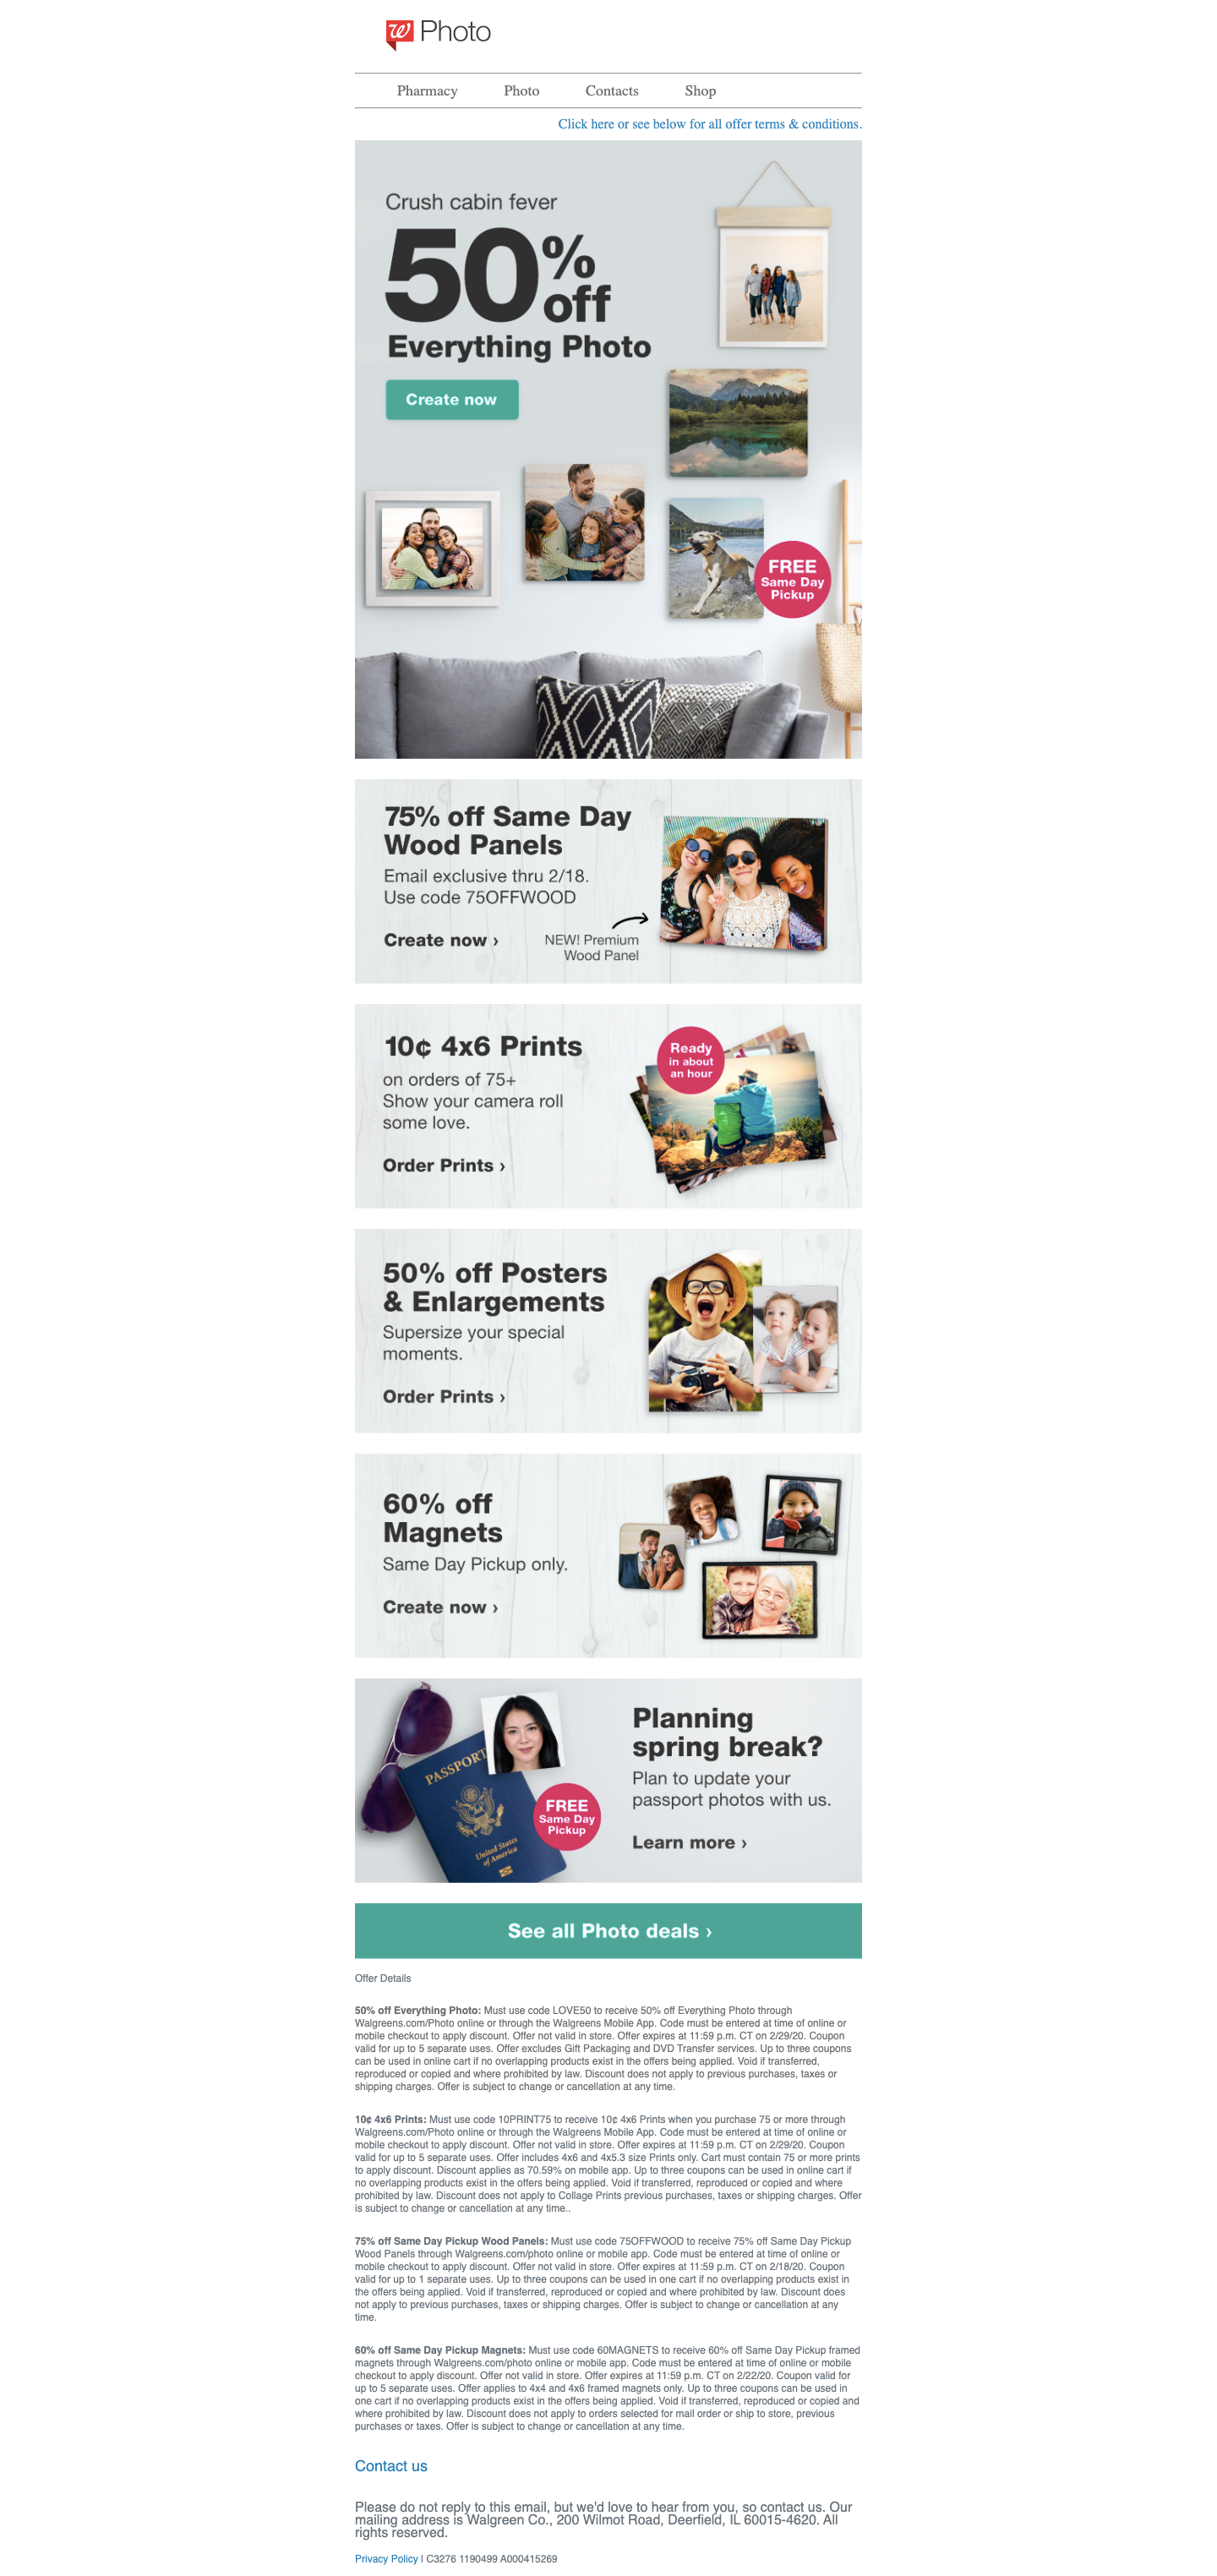 W Photo
Pharmacy Photo Contacts Shop
Click here or see below for all offer terms & conditions.
Crush cabin fever
50% off
Everything Photo
Create now
FREE
Same Day
Pickup
75% off Same Day
Wood Panels
Email exclusive thru 2/18.
Use code 75OFFWOOD
Create now ›
NEW! Premium
Wood Panel
10¢ 4x6 Prints
on orders of 75+
Show your camera roll
some love.
Order Prints ›
Ready
in about
an hour
50% off Posters
& Enlargements
Supersize your special
moments.
Order Prints ›
60% off
Magnets
Same Day Pickup only.
Create now ›
PASSPORT
United States
of America
FREE
Same Day
Pickup
Planning
spring break?
Plan to update your
passport photos with us.
Learn more ›
See all Photo deals ›
Offer Details
50% off Everything Photo: Must use code LOVE50 to receive 50% off Everything Photo through
Walgreens.com/Photo online or through the Walgreens Mobile App. Code must be entered at time of online or
mobile checkout to apply discount. Offer not valid in store. Offer expires at 11:59 p.m. CT on 2/29/20. Coupon
valid for up to 5 separate uses. Offer excludes Gift Packaging and DVD Transfer services. Up to three coupons
can be used in online cart if no overlapping products exist in the offers being applied. Void if transferred,
reproduced or copied and where prohibited by law. Discount does not apply to previous purchases, taxes or
shipping charges. Offer is subject to change or cancellation at any time.
10¢ 4x6 Prints: Must use code 10PRINT75 to receive 10¢ 4x6 Prints when you purchase 75 or more through
Walgreens.com/Photo online or through the Walgreens Mobile App. Code must be entered at time of online or
mobile checkout to apply discount. Offer not valid in store. Offer expires at 11:59 p.m. CT on 2/29/20. Coupon
valid for up to 5 separate uses. Offer includes 4x6 and 4x5.3 size Prints only. Cart must contain 75 or more prints
to apply discount. Discount applies as 70.59% on mobile app. Up to three coupons can be used in online cart if
no overlapping products exist in the offers being applied. Void if transferred, reproduced or copied and where
prohibited by law. Discount does not apply to Collage Prints previous purchases, taxes or shipping charges. Offer
is subject to change or cancellation at any time..
75% off Same Day Pickup Wood Panels: Must use code 75OFFWOOD to receive 75% off Same Day Pickup
Wood Panels through Walgreens.com/photo online or mobile app. Code must be entered at time of online or
mobile checkout to apply discount. Offer not valid in store. Offer expires at 11:59 p.m. CT on 2/18/20. Coupon
valid for up to 1 separate uses. Up to three coupons can be used in one cart if no overlapping products exist in
the offers being applied. Void if transferred, reproduced or copied and where prohibited by law. Discount does
not apply to previous purchases, taxes or shipping charges. Offer is subject to change or cancellation at any
time.
60% off Same Day Pickup Magnets: Must use code 60MAGNETS to receive 60% off Same Day Pickup framed
magnets through Walgreens.com/photo online or mobile app. Code must be entered at time of online or mobile
checkout to apply discount. Offer not valid in store. Offer expires at 11:59 p.m. CT on 2/22/20. Coupon valid for
up to 5 separate uses. Offer applies to 4x4 and 4x6 framed magnets only. Up to three coupons can be used in
one cart if no overlapping products exist in the offers being applied. Void if transferred, reproduced or copied and
where prohibited by law. Discount does not apply to orders selected for mail order or ship to store, previous
purchases or taxes. Offer is subject to change or cancellation at any time.
Contact us
Please do not reply to this email, but we'd love to hear from you, so contact us. Our
mailing address is Walgreen Co., 200 Wilmot Road, Deerfield, IL 60015-4620. All
rights reserved.
Privacy Policy | C3276 1190499 A000415269